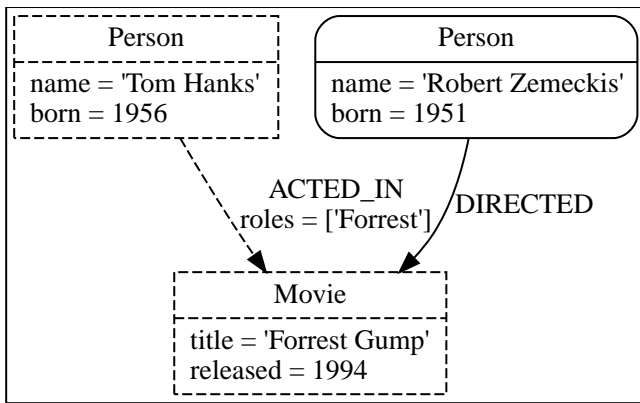 Person
name = 'Tom Hanks'
born = 1956
Person
name = 'Robert Zemeckis'
born = 1951
ACTED_IN
roles = ['Forrest']
DIRECTED
Movie
title = 'Forrest Gump'
released = 1994